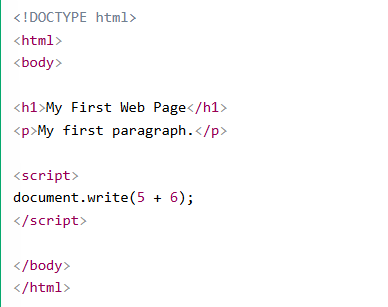 <!DOCTYPE html>
<html>
<body>
<h1>My First Web Page</h1>
<p>My first paragraph.</p>
<script>
document.write(5 + 6);
</script>
</body>
</html>